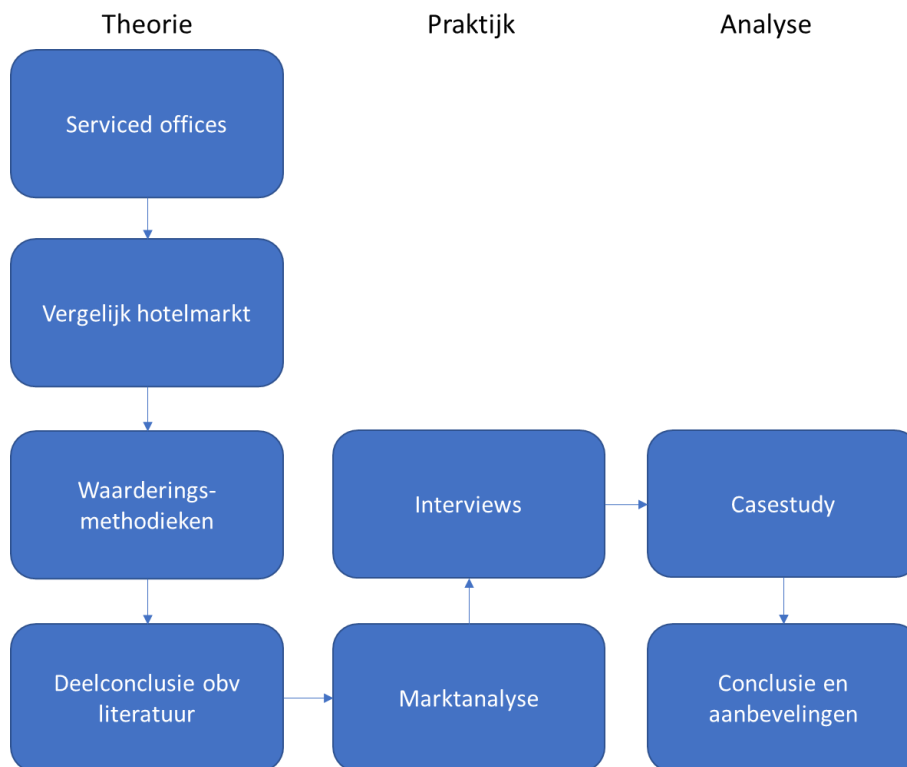 Theorie
Praktijk
Analyse
Serviced offices
Vergelijk hotelmarkt
Waarderings-
methodieken
Interviews
Casestudy
Deelconclusie obv
literatuur
Marktanalyse
Conclusie en
aanbevelingen